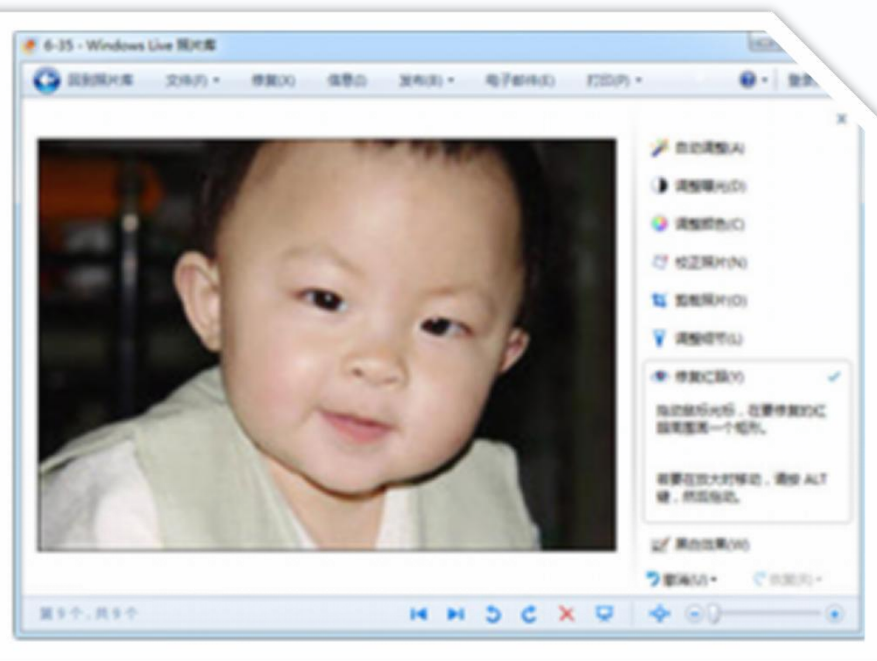 6-35 - Windows Live 照片库
回到照片库 文件(F) 修复(X) 信息(I) 发布(B) 电子邮件(E) 打印(P) 登录
自动调整(A)
调整曝光(D)
调整颜色(C)
校正照片(N)
剪裁照片(O)
调整细节(L)
修复红眼(Y)
拖动鼠标光标，在要修复的红
眼周围画一个矩形。
若要在放大时移动，请按 ALT
键，然后拖动。
黑白效果(W)
撤消(U) 恢复(R)
第 9 个，共 9 个